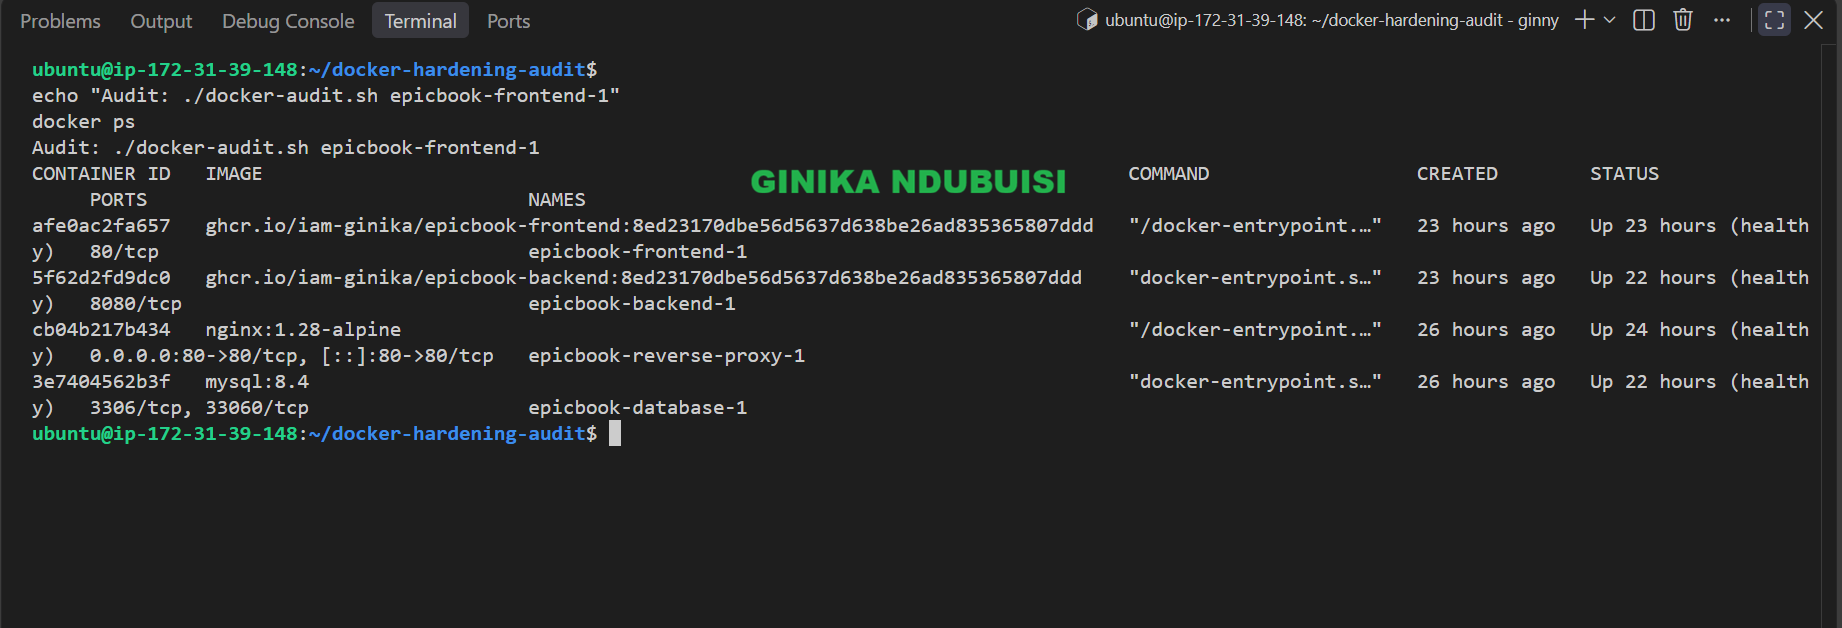 Problems Output Debug Console Terminal Ports ubuntu@ip-172-31-39-148: ~/docker-hardening-audit - ginny
ubuntu@ip-172-31-39-148:~/docker-hardening-audit$
echo "Audit: ./docker-audit.sh epicbook-frontend-1"
docker ps
Audit: ./docker-audit.sh epicbook-frontend-1
CONTAINER ID IMAGE COMMAND CREATED STATUS
GINIKA NDUBUISI
PORTS NAMES
afe0ac2fa657 ghcr.io/iam-ginika/epicbook-frontend:8ed23170dbe56d5637d638be26ad835365807ddd "/docker-entrypoint.…" 23 hours ago Up 23 hours (health
y) 80/tcp epicbook-frontend-1
5f62d2fd9dc0 ghcr.io/iam-ginika/epicbook-backend:8ed23170dbe56d5637d638be26ad835365807ddd "docker-entrypoint.s…" 23 hours ago Up 22 hours (health
y) 8080/tcp epicbook-backend-1
cb04b217b434 nginx:1.28-alpine "/docker-entrypoint.…" 26 hours ago Up 24 hours (health
y) 0.0.0.0:80->80/tcp, [::]:80->80/tcp epicbook-reverse-proxy-1
3e7404562b3f mysql:8.4 "docker-entrypoint.s…" 26 hours ago Up 22 hours (health
y) 3306/tcp, 33060/tcp epicbook-database-1
ubuntu@ip-172-31-39-148:~/docker-hardening-audit$